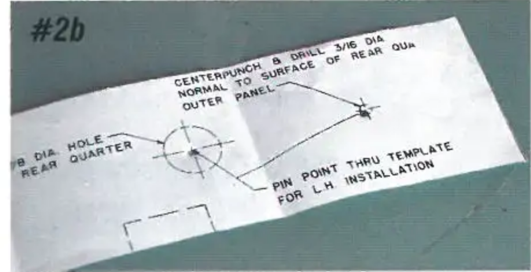 #2b
CENTERPUNCH & DRILL 3/16 DIA
NORMAL TO SURFACE OF REAR QUA
OUTER PANEL
8 DIA. HOLE
REAR QUARTER
PIN POINT THRU TEMPLATE
FOR L.H. INSTALLATION